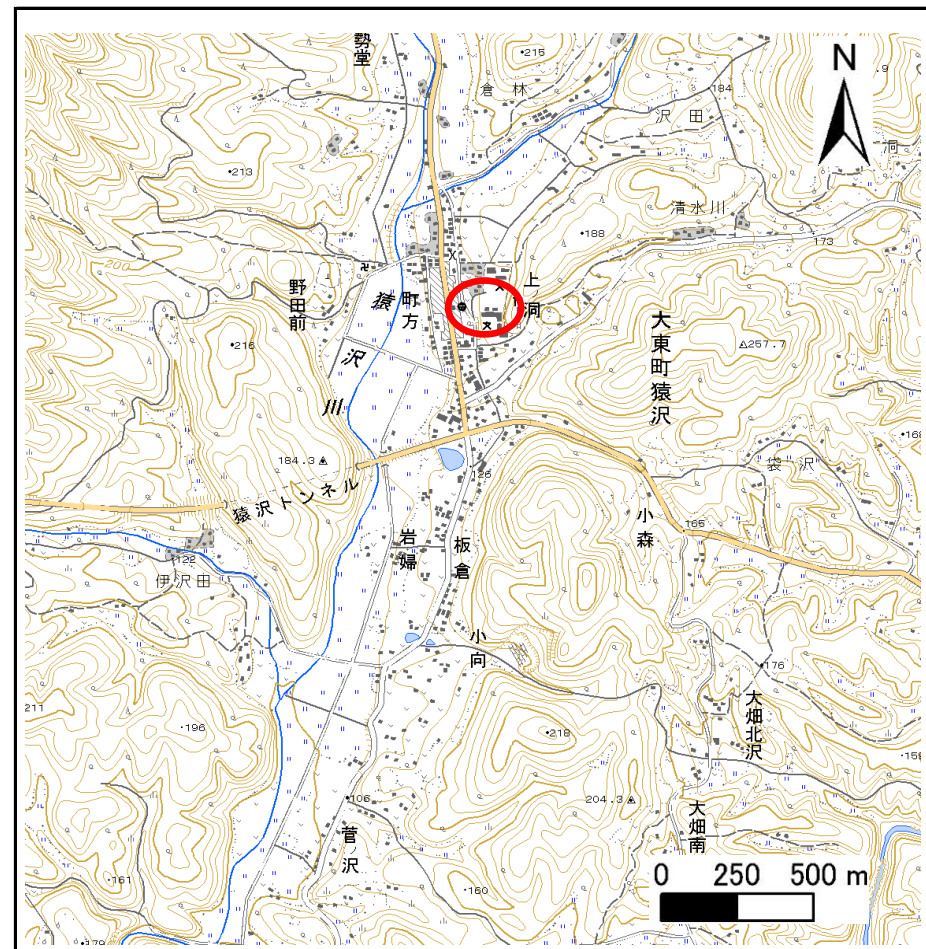 勢堂
•215
倉林
184
沢田
N
•213
清水川
•188
173
200
野田前
猿沢川
町方
上洞
大東町猿沢
•216
257.7
184.3
猿沢トンネル
126
袋沢
小森
165
122
伊沢田
岩婦
板倉
小向
•176
211
•196
大畑北沢
•218
204.3
•106
大畑南
菅ノ沢
•161
•160
0 250 500 m